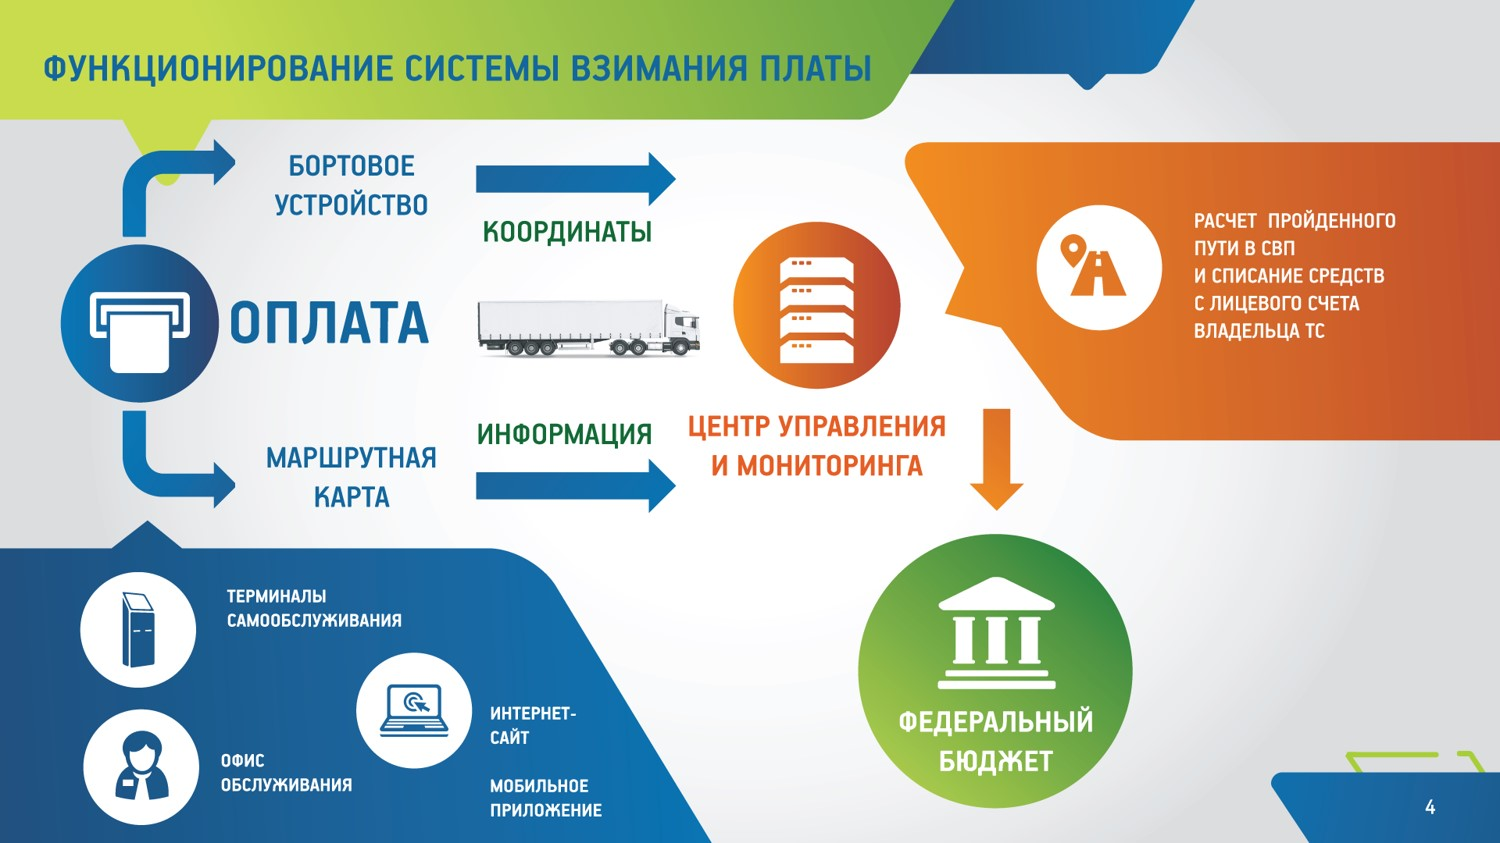 ФУНКЦИОНИРОВАНИЕ СИСТЕМЫ ВЗИМАНИЯ ПЛАТЫ
БОРТОВОЕ
УСТРОЙСТВО
КООРДИНАТЫ
ОПЛАТА
РАСЧЕТ ПРОЙДЕННОГО
ПУТИ В СВП
И СПИСАНИЕ СРЕДСТВ
С ЛИЦЕВОГО СЧЕТА
ВЛАДЕЛЬЦА ТС
МАРШРУТНАЯ
КАРТА
ИНФОРМАЦИЯ
ЦЕНТР УПРАВЛЕНИЯ
И МОНИТОРИНГА
ТЕРМИНАЛЫ
САМООБСЛУЖИВАНИЯ
ОФИС
ОБСЛУЖИВАНИЯ
ИНТЕРНЕТ-
САЙТ
МОБИЛЬНОЕ
ПРИЛОЖЕНИЕ
ФЕДЕРАЛЬНЫЙ
БЮДЖЕТ
4